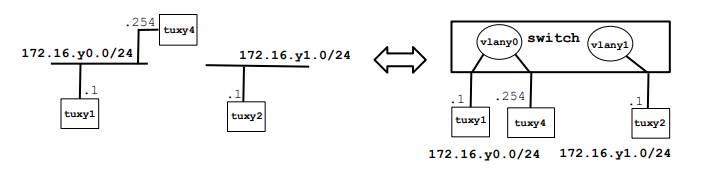 .254
tuxy4
172.16.y0.0/24
.1
tuxy1
172.16.y1.0/24
.1
tuxy2
vlany0
switch
vlany1
.1
.254
.1
tuxy1
tuxy4
tuxy2
172.16.y0.0/24
172.16.y1.0/24